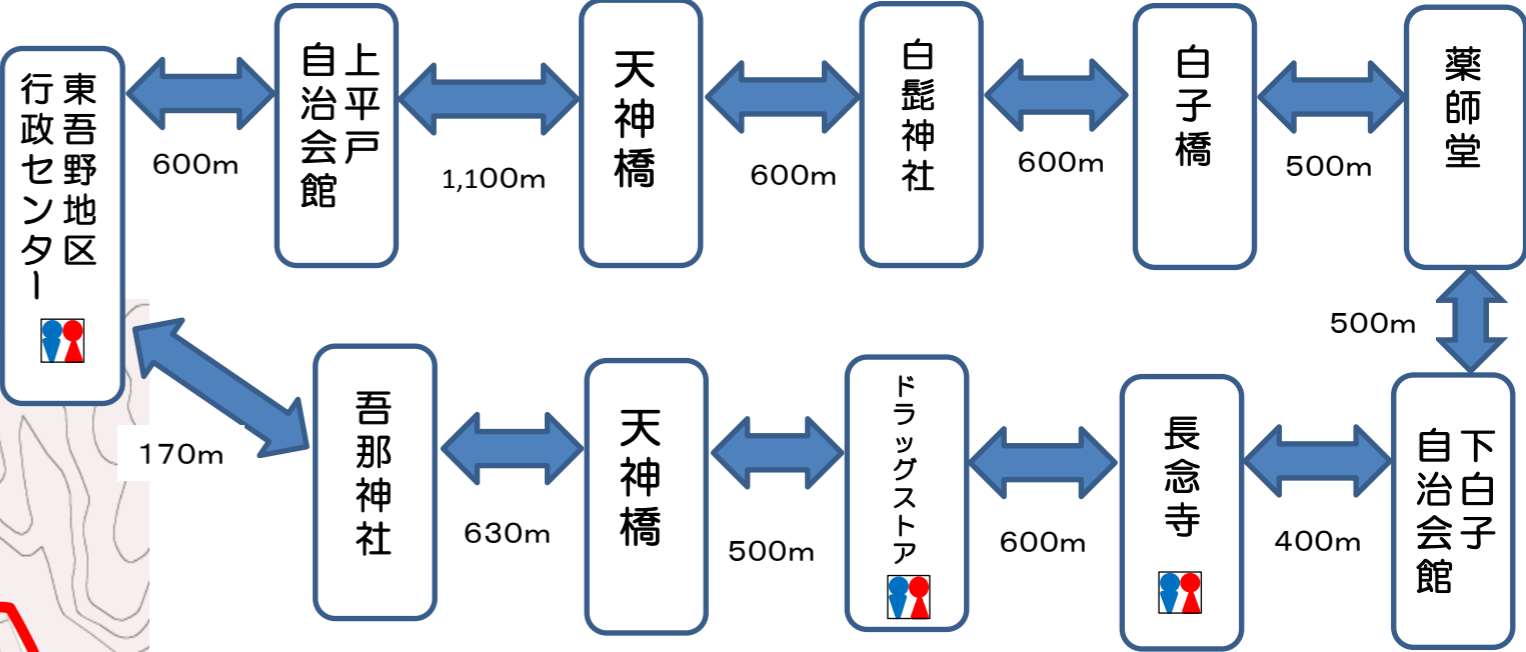 東吾野地区
行政センター
600m
上平戸
自治会館
1,100m
天神橋
600m
白髭神社
600m
白子橋
500m
薬師堂
500m
下白子
自治会館
400m
長念寺
600m
ドラッグストア
500m
天神橋
630m
吾那神社
170m